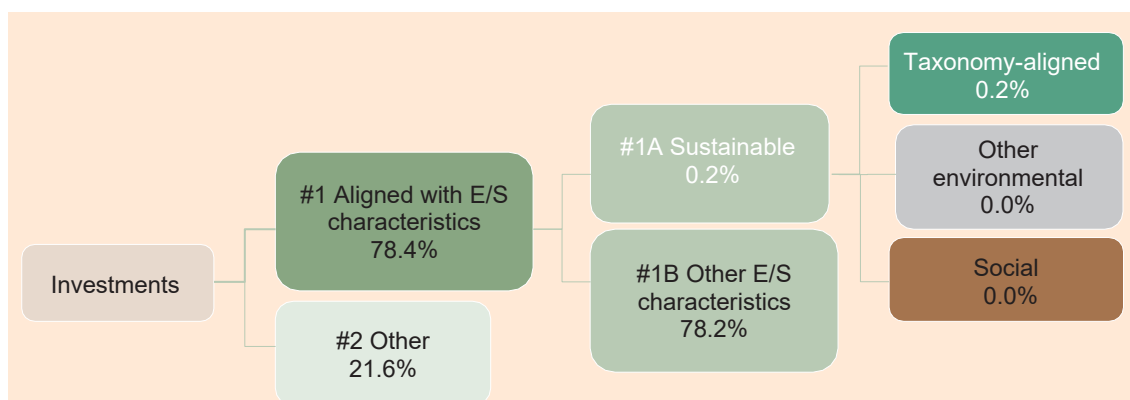 Investments
#1 Aligned with E/S
characteristics
78.4%
#2 Other
21.6%
#1A Sustainable
0.2%
#1B Other E/S
characteristics
78.2%
Taxonomy-aligned
0.2%
Other
environmental
0.0%
Social
0.0%